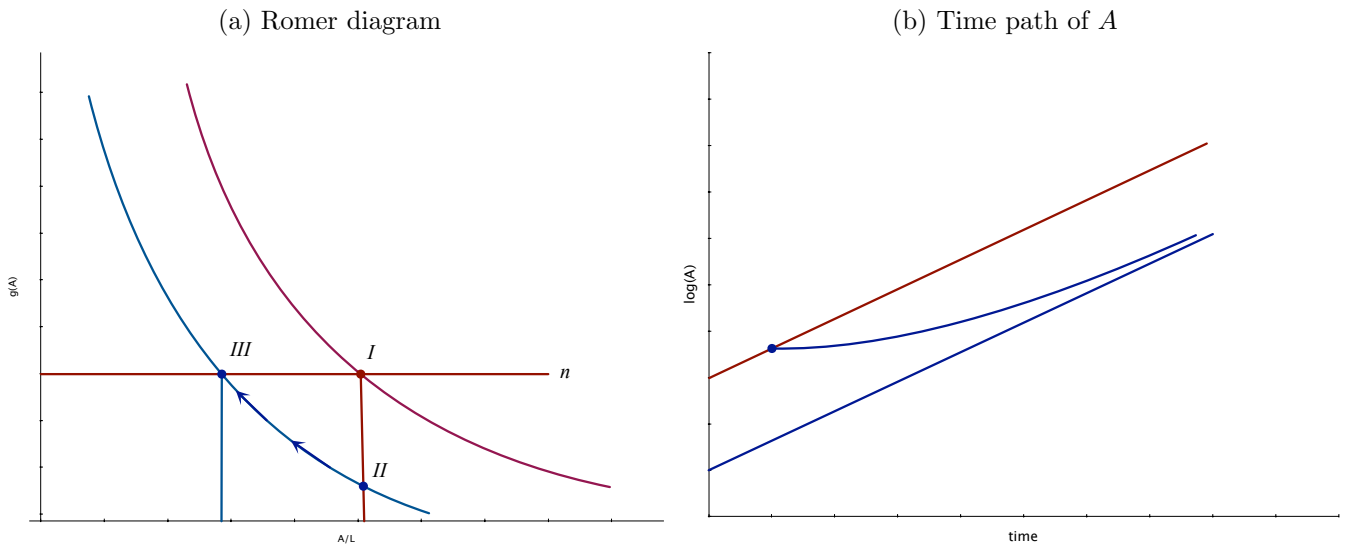 (a) Romer diagram
g(A)
III
I
n
II
A/L
(b) Time path of A
log(A)
time